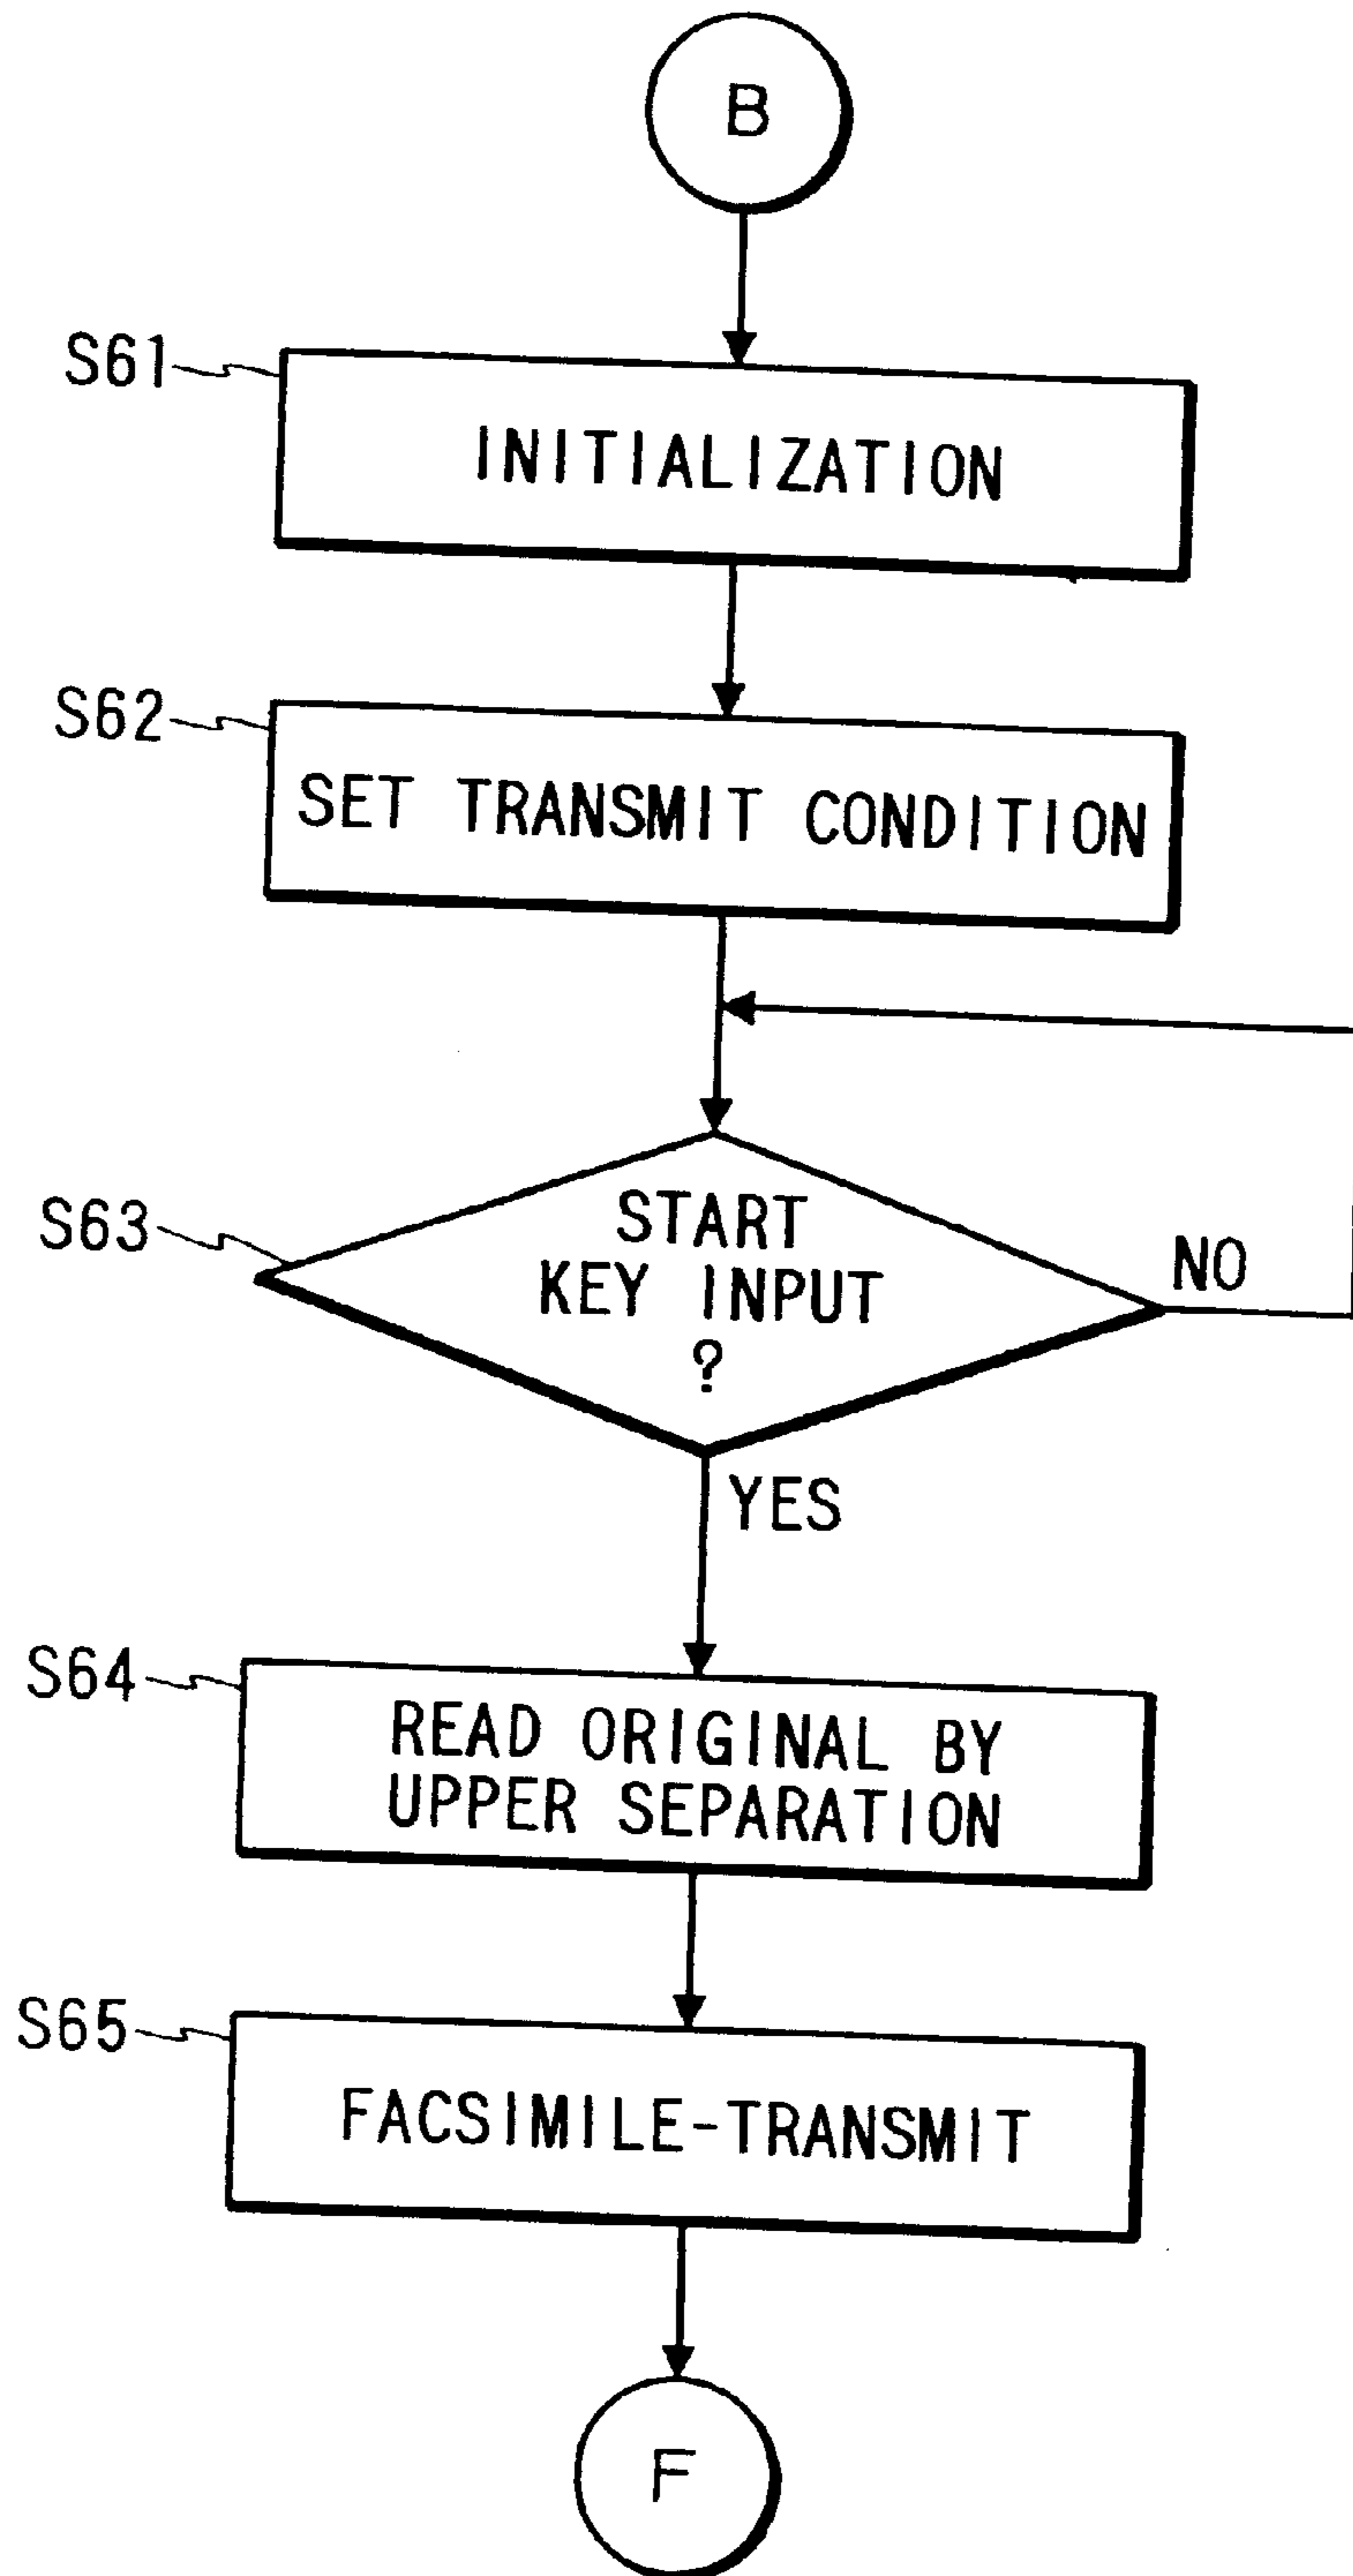 B
S61
INITIALIZATION
S62
SET TRANSMIT CONDITION
S63
START
KEY INPUT
?
NO
YES
S64
READ ORIGINAL BY
UPPER SEPARATION
S65
FACSIMILE-TRANSMIT
F